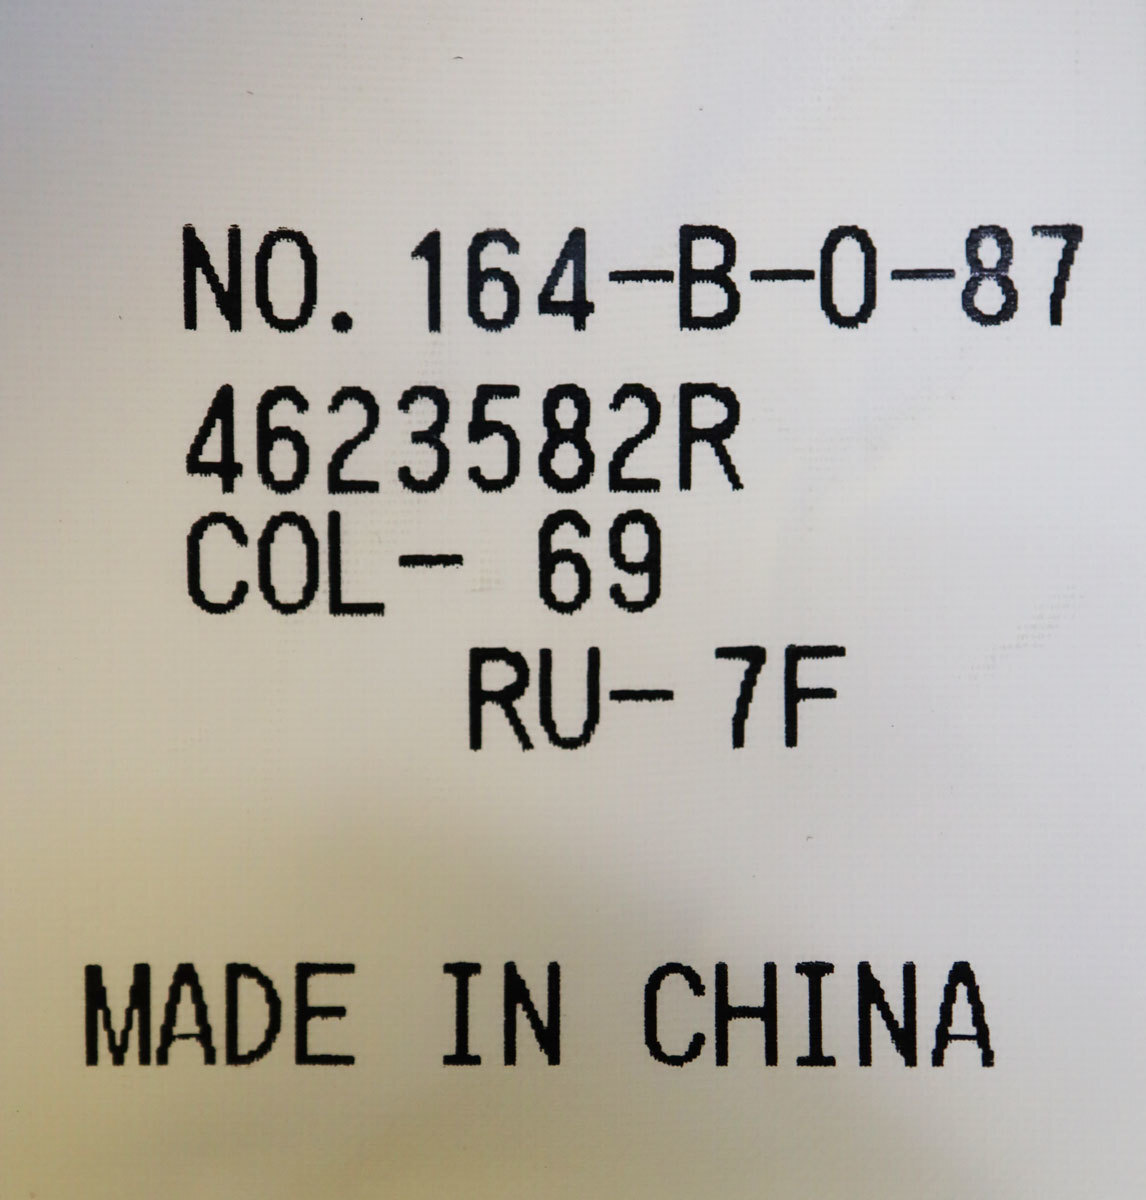 NO. 164-B-0-87
4623582R
COL- 69
RU- 7F
MADE IN CHINA